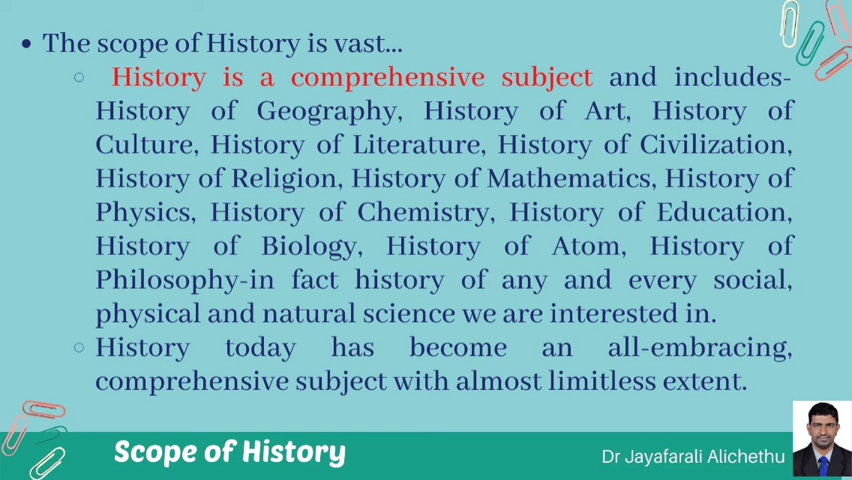 • The scope of History is vast...
○ History is a comprehensive subject and includes-
History of Geography, History of Art, History of
Culture, History of Literature, History of Civilization,
History of Religion, History of Mathematics, History of
Physics, History of Chemistry, History of Education,
History of Biology, History of Atom, History of
Philosophy-in fact history of any and every social,
physical and natural science we are interested in.
○ History today has become an all-embracing,
comprehensive subject with almost limitless extent.
Scope of History
Dr Jayafarali Alichethu